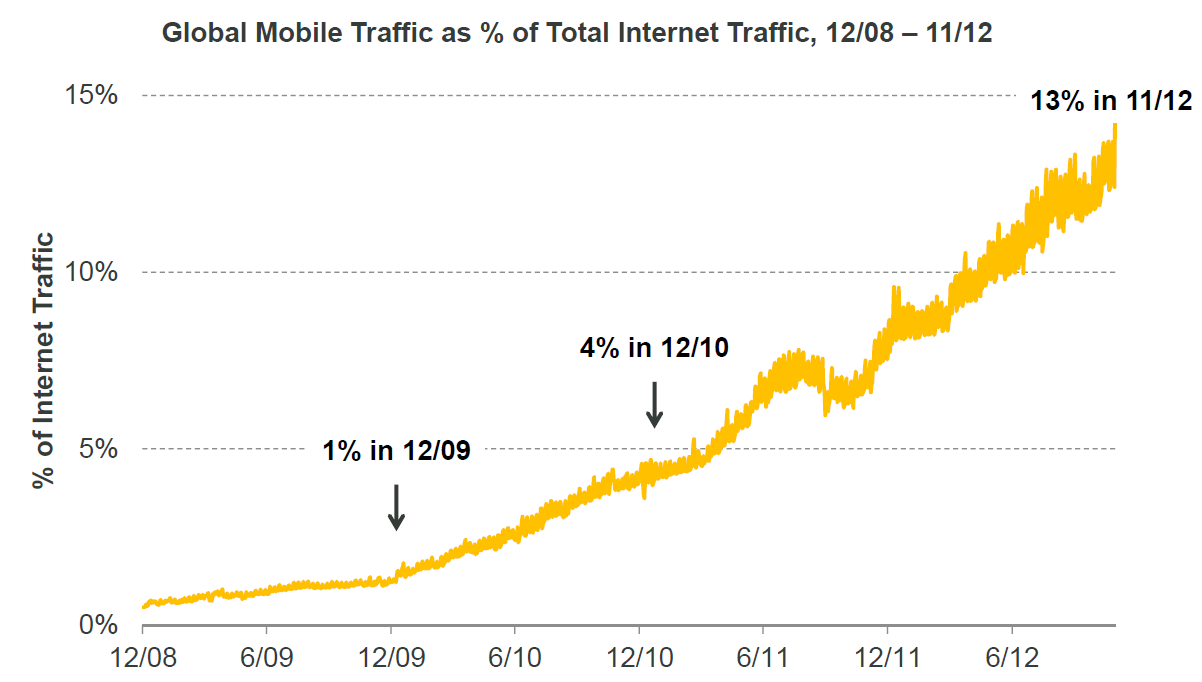 Global Mobile Traffic as % of Total Internet Traffic, 12/08 – 11/12
% of Internet Traffic
15%
10%
5%
0%
13% in 11/12
4% in 12/10
1% in 12/09
12/08
6/09
12/09
6/10
12/10
6/11
12/11
6/12